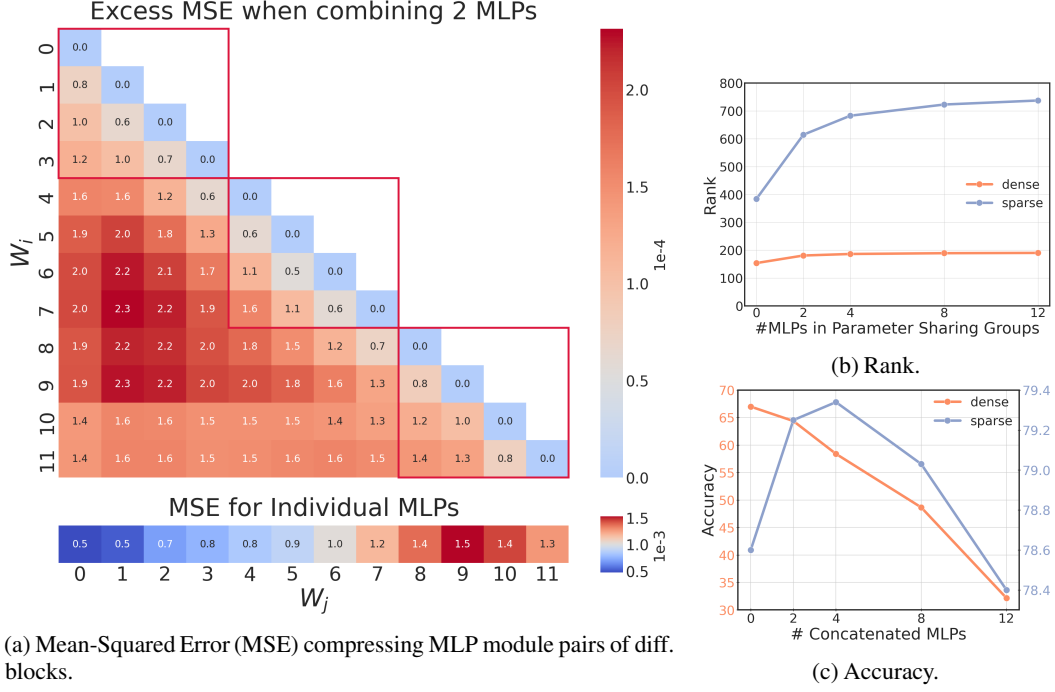 Excess MSE when combining 2 MLPs
0 0.0
1 0.8 0.0
2 1.0 0.6 0.0
3 1.2 1.0 0.7 0.0
4 1.6 1.6 1.2 0.6 0.0
5 1.9 2.0 1.8 1.3 0.6 0.0
6 2.0 2.2 2.1 1.7 1.1 0.5 0.0
7 2.0 2.3 2.2 1.9 1.6 1.1 0.6 0.0
8 1.9 2.2 2.2 2.0 1.8 1.5 1.2 0.7 0.0
9 1.9 2.3 2.2 2.0 2.0 1.8 1.6 1.3 0.8 0.0
10 1.4 1.6 1.6 1.5 1.5 1.5 1.4 1.3 1.2 1.0 0.0
11 1.4 1.6 1.6 1.5 1.5 1.6 1.6 1.5 1.4 1.3 0.8 0.0
W_i
2.0
1.5
1.0
0.5
0.0
1e-4
MSE for Individual MLPs
0.5 0.5 0.7 0.8 0.8 0.9 1.0 1.2 1.4 1.5 1.4 1.3
0 1 2 3 4 5 6 7 8 9 10 11
W_j
1.5
1.0
0.5
1e-3
(a) Mean-Squared Error (MSE) compressing MLP module pairs of diff.
blocks.
800
700
600
500
400
300
200
100
0
Rank
dense
sparse
0 2 4 8 12
#MLPs in Parameter Sharing Groups
(b) Rank.
70
65
60
55
50
45
40
35
30
Accuracy
dense
sparse
79.4
79.2
79.0
78.8
78.6
78.4
0 2 4 8 12
# Concatenated MLPs
(c) Accuracy.